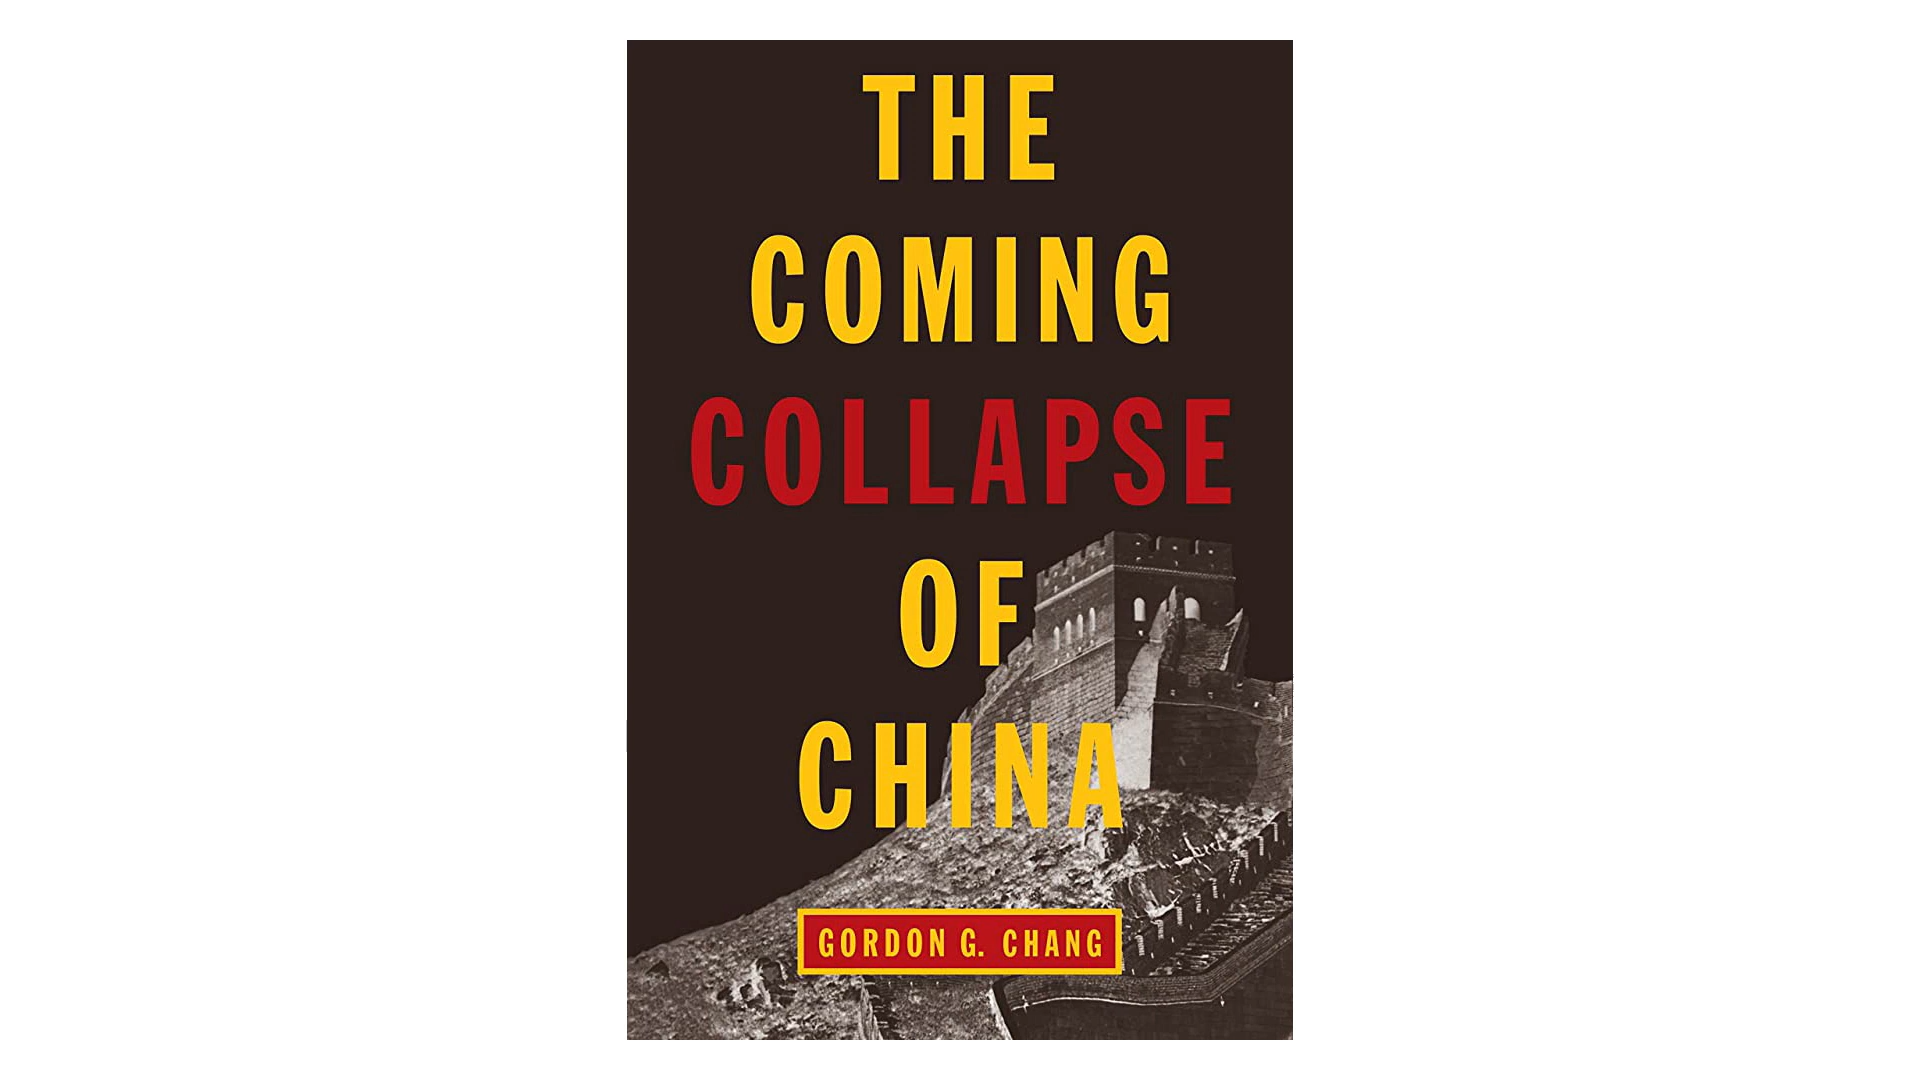 THE
COMING
COLLAPSE
OF
CHINA
GORDON G. CHANG